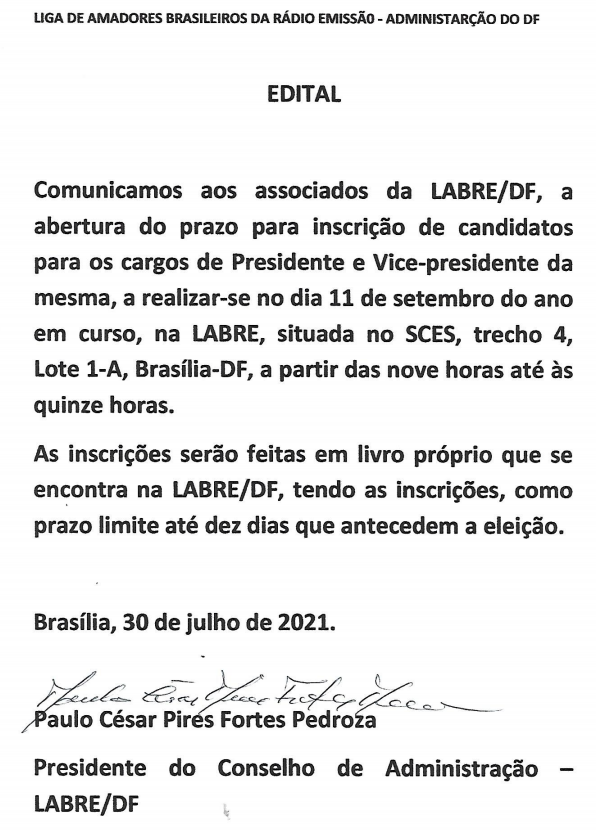 LIGA DE AMADORES BRASILEIROS DA RÁDIO EMISSÃ0 - ADMINISTARÇÃO DO DF
EDITAL
Comunicamos aos associados da LABRE/DF, a
abertura do prazo para inscrição de candidatos
para os cargos de Presidente e Vice-presidente da
mesma, a realizar-se no dia 11 de setembro do ano
em curso, na LABRE, situada no SCES, trecho 4,
Lote 1-A, Brasília-DF, a partir das nove horas até às
quinze horas.
As inscrições serão feitas em livro próprio que se
encontra na LABRE/DF, tendo as inscrições, como
prazo limite até dez dias que antecedem a eleição.
Brasília, 30 de julho de 2021.
Paulo César Pires Fortes Pedroza
Presidente do Conselho de Administração –
LABRE/DF